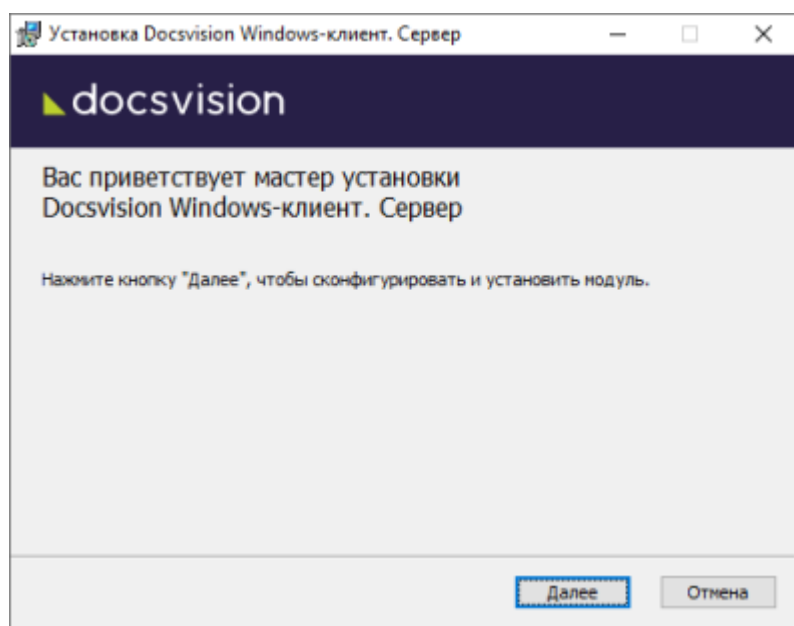 Установка Docsvision Windows-клиент. Сервер
docsvision
Вас приветствует мастер установки
Docsvision Windows-клиент. Сервер
Нажмите кнопку "Далее", чтобы сконфигурировать и установить модуль.
Далее
Отмена